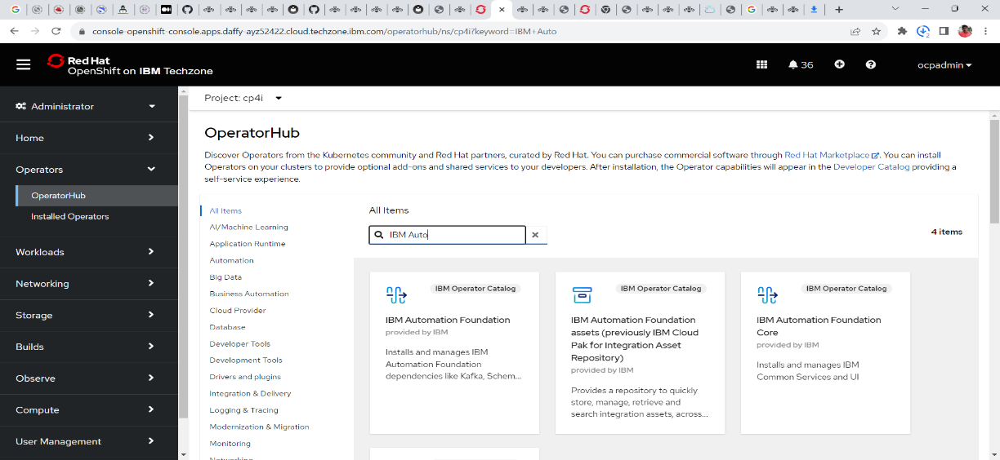 console-openshift-console.apps.daffy-ayz52422.cloud.techzone.ibm.com/operatorhub/ns/cp4i?keyword=IBM+Auto
2
Red Hat
OpenShift on IBM Techzone
36
ocpadmin
Administrator
Home
Operators
OperatorHub
Installed Operators
Workloads
Networking
Storage
Builds
Observe
Compute
User Management
Project: cp4i
OperatorHub
Discover Operators from the Kubernetes community and Red Hat partners, curated by Red Hat. You can purchase commercial software through Red Hat Marketplace. You can install
Operators on your clusters to provide optional add-ons and shared services to your developers. After installation, the Operator capabilities will appear in the Developer Catalog providing a
self-service experience.
All Items
AI/Machine Learning
Application Runtime
Automation
Big Data
Business Automation
Cloud Provider
Database
Developer Tools
Development Tools
Drivers and plugins
Integration & Delivery
Logging & Tracing
Modernization & Migration
Monitoring
Networking
All Items
IBM Auto
4 items
IBM Operator Catalog
IBM Automation Foundation
provided by IBM
Installs and manages IBM
Automation Foundation
dependencies like Kafka, Schem...
IBM Operator Catalog
IBM Automation Foundation
assets (previously IBM Cloud
Pak for Integration Asset
Repository)
provided by IBM
Provides a repository to quickly
store, manage, retrieve and
search integration assets, across...
IBM Operator Catalog
IBM Automation Foundation
Core
provided by IBM
Installs and manages IBM
Common Services and UI